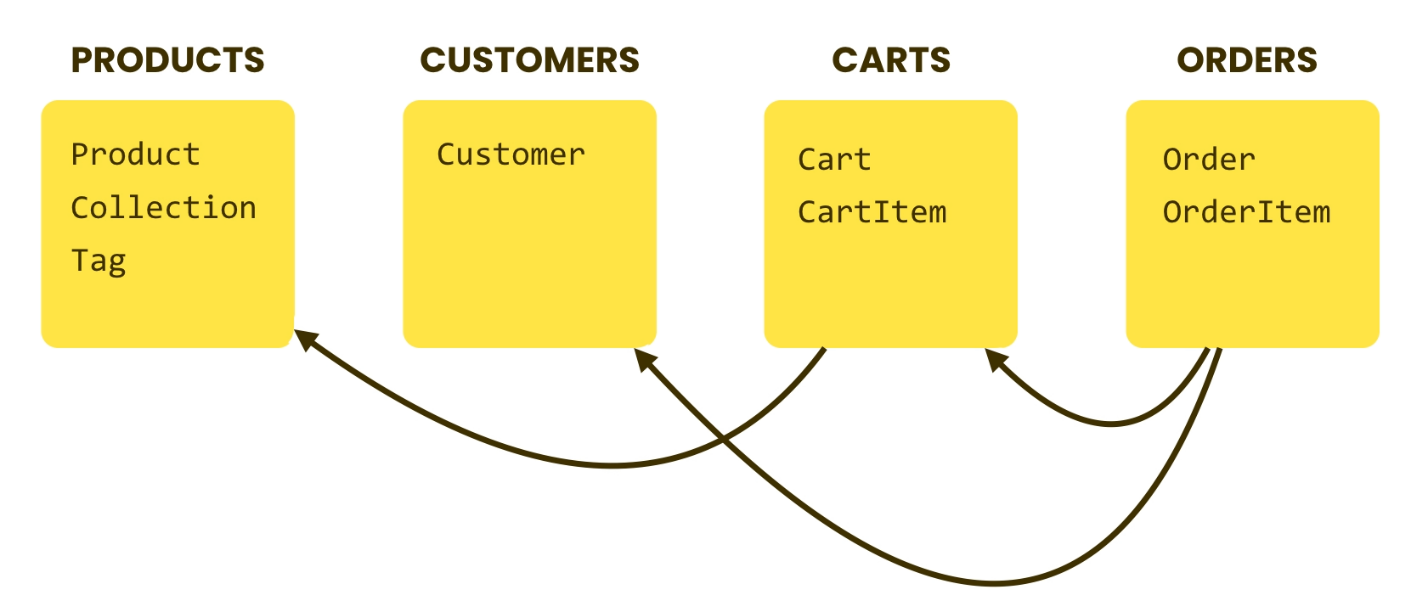 PRODUCTS
Product
Collection
Tag
CUSTOMERS
Customer
CARTS
Cart
CartItem
ORDERS
Order
OrderItem